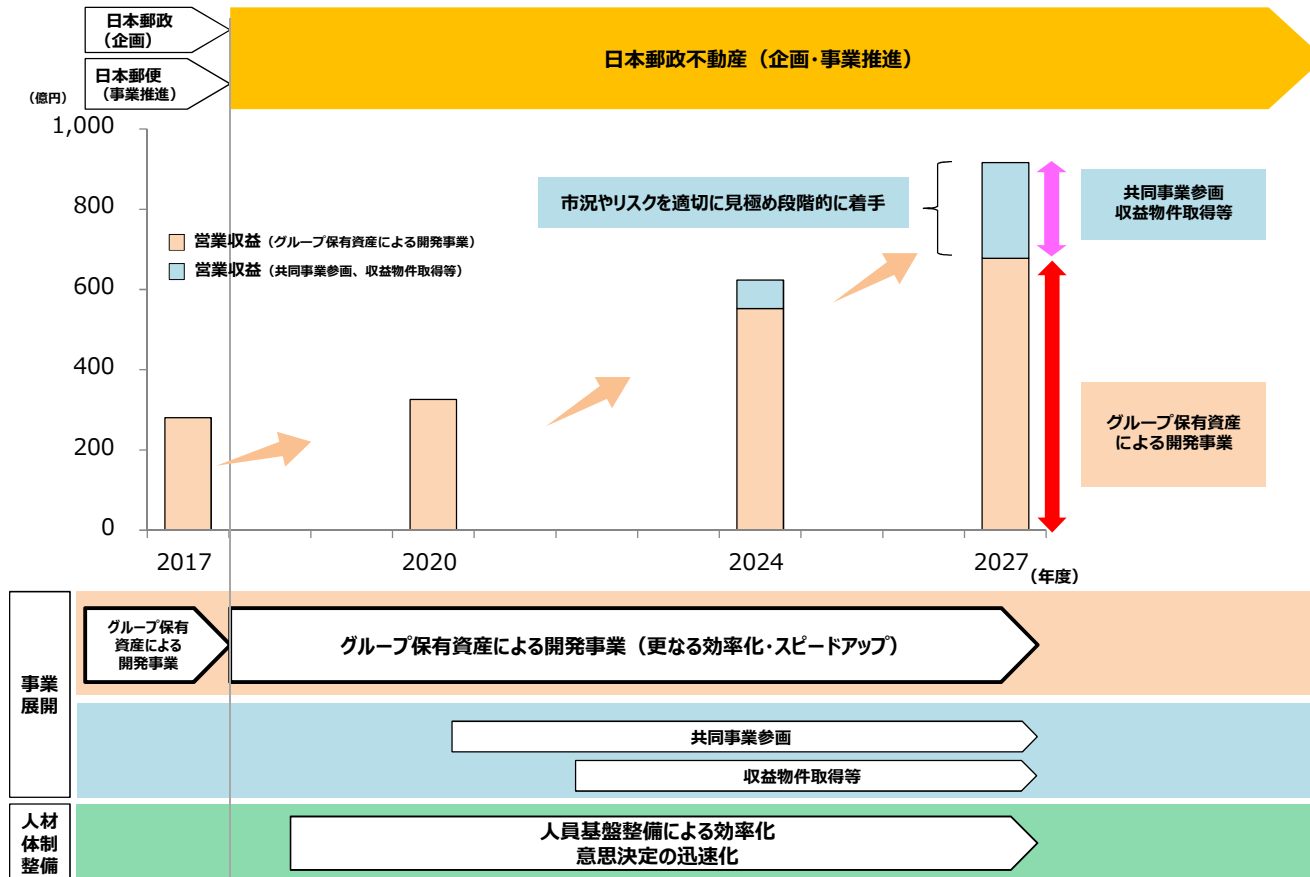 日本郵政
（企画）
日本郵便
（事業推進）
日本郵政不動産（企画・事業推進）
（億円）
1,000
800
600
400
200
0
営業収益（グループ保有資産による開発事業）
営業収益（共同事業参画、収益物件取得等）
市況やリスクを適切に見極め段階的に着手
共同事業参画
収益物件取得等
グループ保有資産
による開発事業
2017
2020
2024
2027
（年度）
事業
展開
グループ保有
資産による
開発事業
グループ保有資産による開発事業（更なる効率化・スピードアップ）
共同事業参画
収益物件取得等
人材
体制
整備
人員基盤整備による効率化
意思決定の迅速化